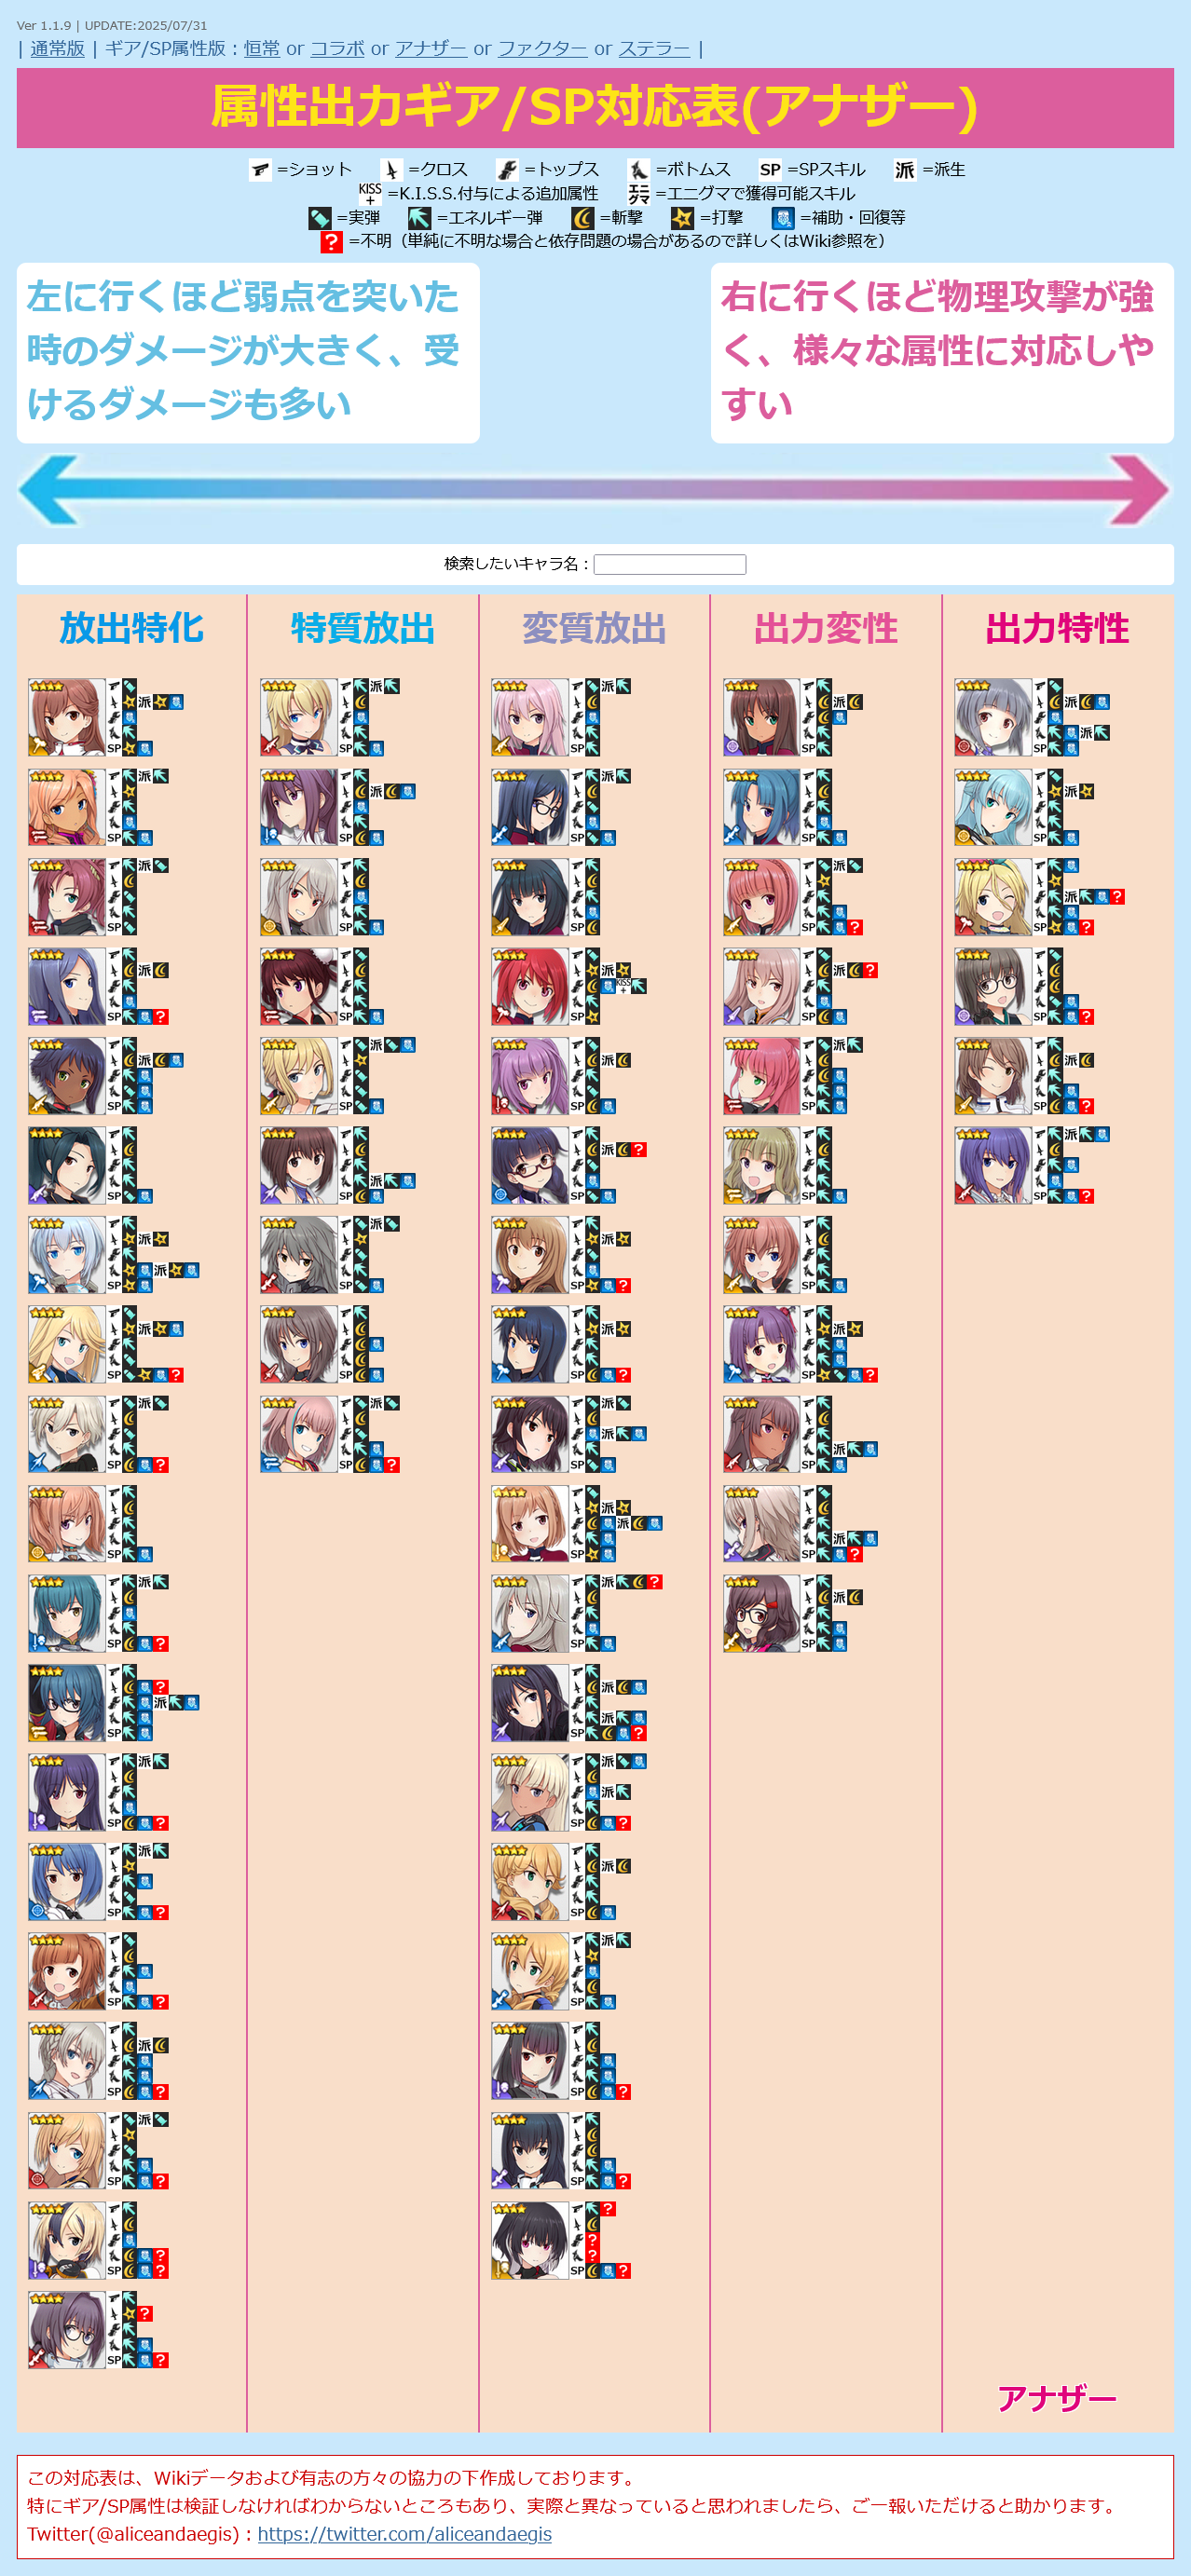 Ver 1.1.9 | UPDATE:2025/07/31
| 通常版 | ギア/SP属性版：恒常 or コラボ or アナザー or ファクター or ステラー |
属性出力ギア/SP対応表(アナザー)
=ショット =クロス =トップス =ボトムス SP =SPスキル 派 =派生
KISS+ =K.I.S.S.付与による追加属性 エニグマ =エニグマで獲得可能スキル
=実弾 =エネルギー弾 =斬撃 =打撃 =補助・回復等
? =不明（単純に不明な場合と依存問題の場合があるので詳しくはWiki参照を）
左に行くほど弱点を突いた
時のダメージが大きく、受
けるダメージも多い
右に行くほど物理攻撃が強
く、様々な属性に対応しや
すい
検索したいキャラ名：
放出特化 特質放出 変質放出 出力変性 出力特性
アナザー
この対応表は、Wikiデータおよび有志の方々の協力の下作成しております。
特にギア/SP属性は検証しなければわからないところもあり、実際と異なっていると思われましたら、ご一報いただけると助かります。
Twitter(@aliceandaegis)：https://twitter.com/aliceandaegis